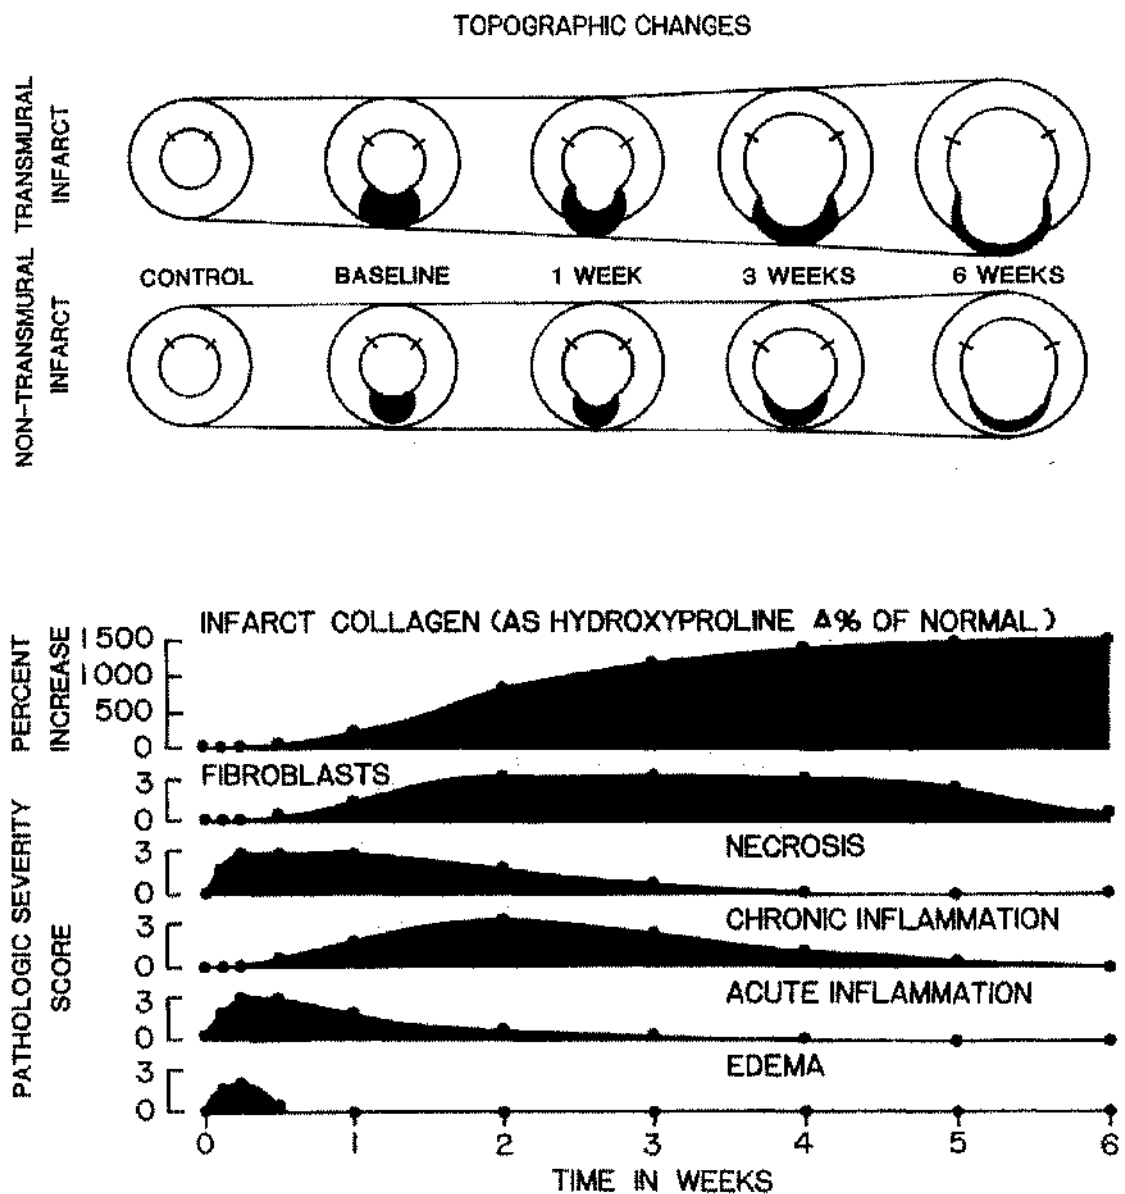 TOPOGRAPHIC CHANGES
TRANSMURAL
INFARCT
CONTROL BASELINE 1 WEEK 3 WEEKS 6 WEEKS
NON-TRANSMURAL
INFARCT
INFARCT COLLAGEN (AS HYDROXYPROLINE Δ% OF NORMAL)
PERCENT
INCREASE
1500
1000
500
0
FIBROBLASTS
3
0
NECROSIS
3
0
CHRONIC INFLAMMATION
3
0
ACUTE INFLAMMATION
3
0
EDEMA
3
0
PATHOLOGIC SEVERITY
SCORE
0 1 2 3 4 5 6
TIME IN WEEKS